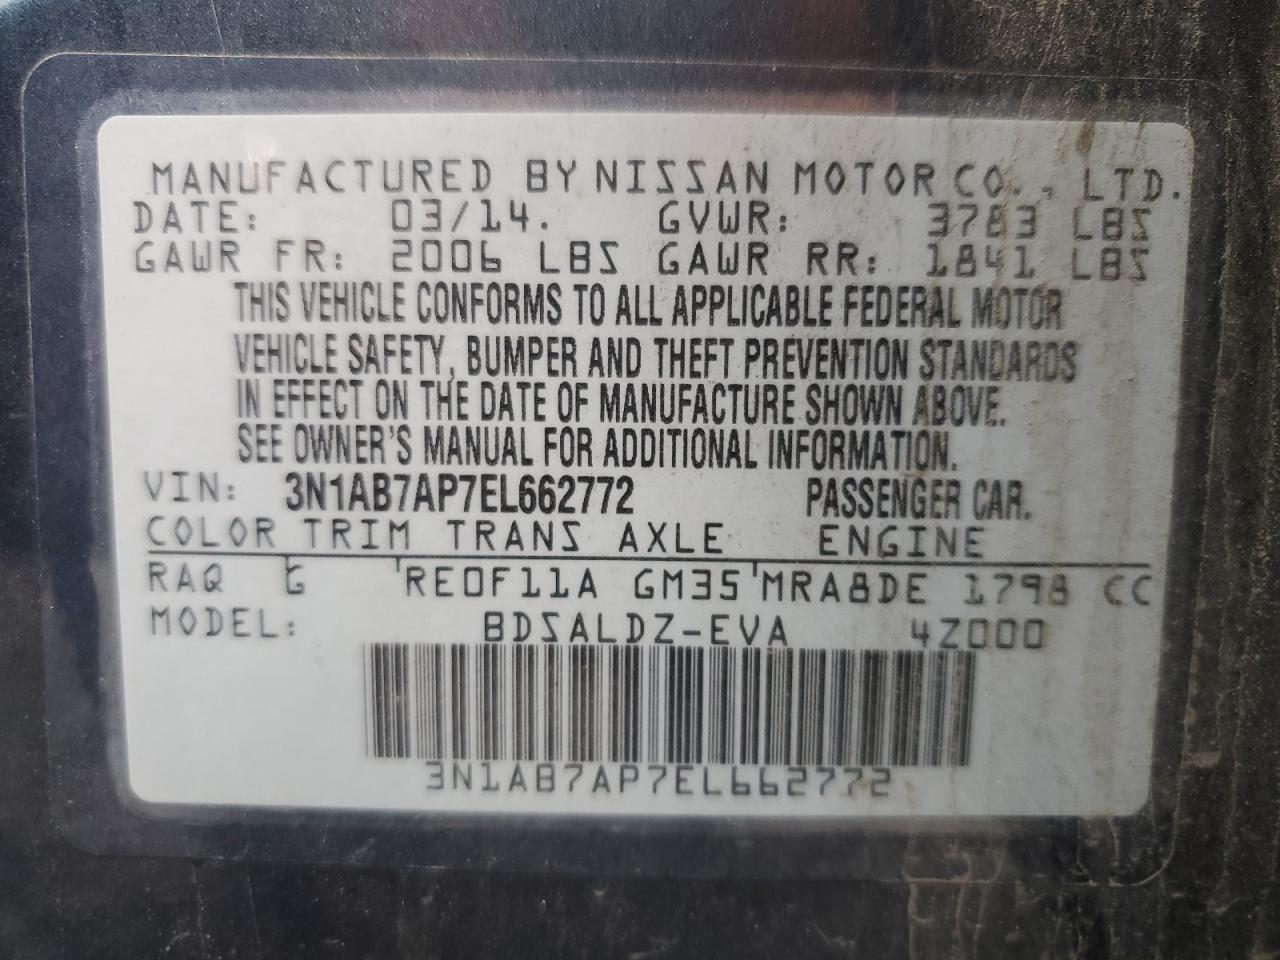 MANUFACTURED BY NISSAN MOTOR CO., LTD.
DATE: 03/14. GVWR: 3783 LBS
GAWR FR: 2006 LBS GAWR RR: 1841 LBS
THIS VEHICLE CONFORMS TO ALL APPLICABLE FEDERAL MOTOR
VEHICLE SAFETY, BUMPER AND THEFT PREVENTION STANDARDS
IN EFFECT ON THE DATE OF MANUFACTURE SHOWN ABOVE.
SEE OWNER'S MANUAL FOR ADDITIONAL INFORMATION.
VIN: 3N1AB7AP7EL662772 PASSENGER CAR.
COLOR TRIM TRANS AXLE ENGINE
RAQ G 'RE0F11A GM35 'MRA8DE 1798 CC
MODEL: BDSALDZ-EVA 4Z000
3N1AB7AP7EL662772